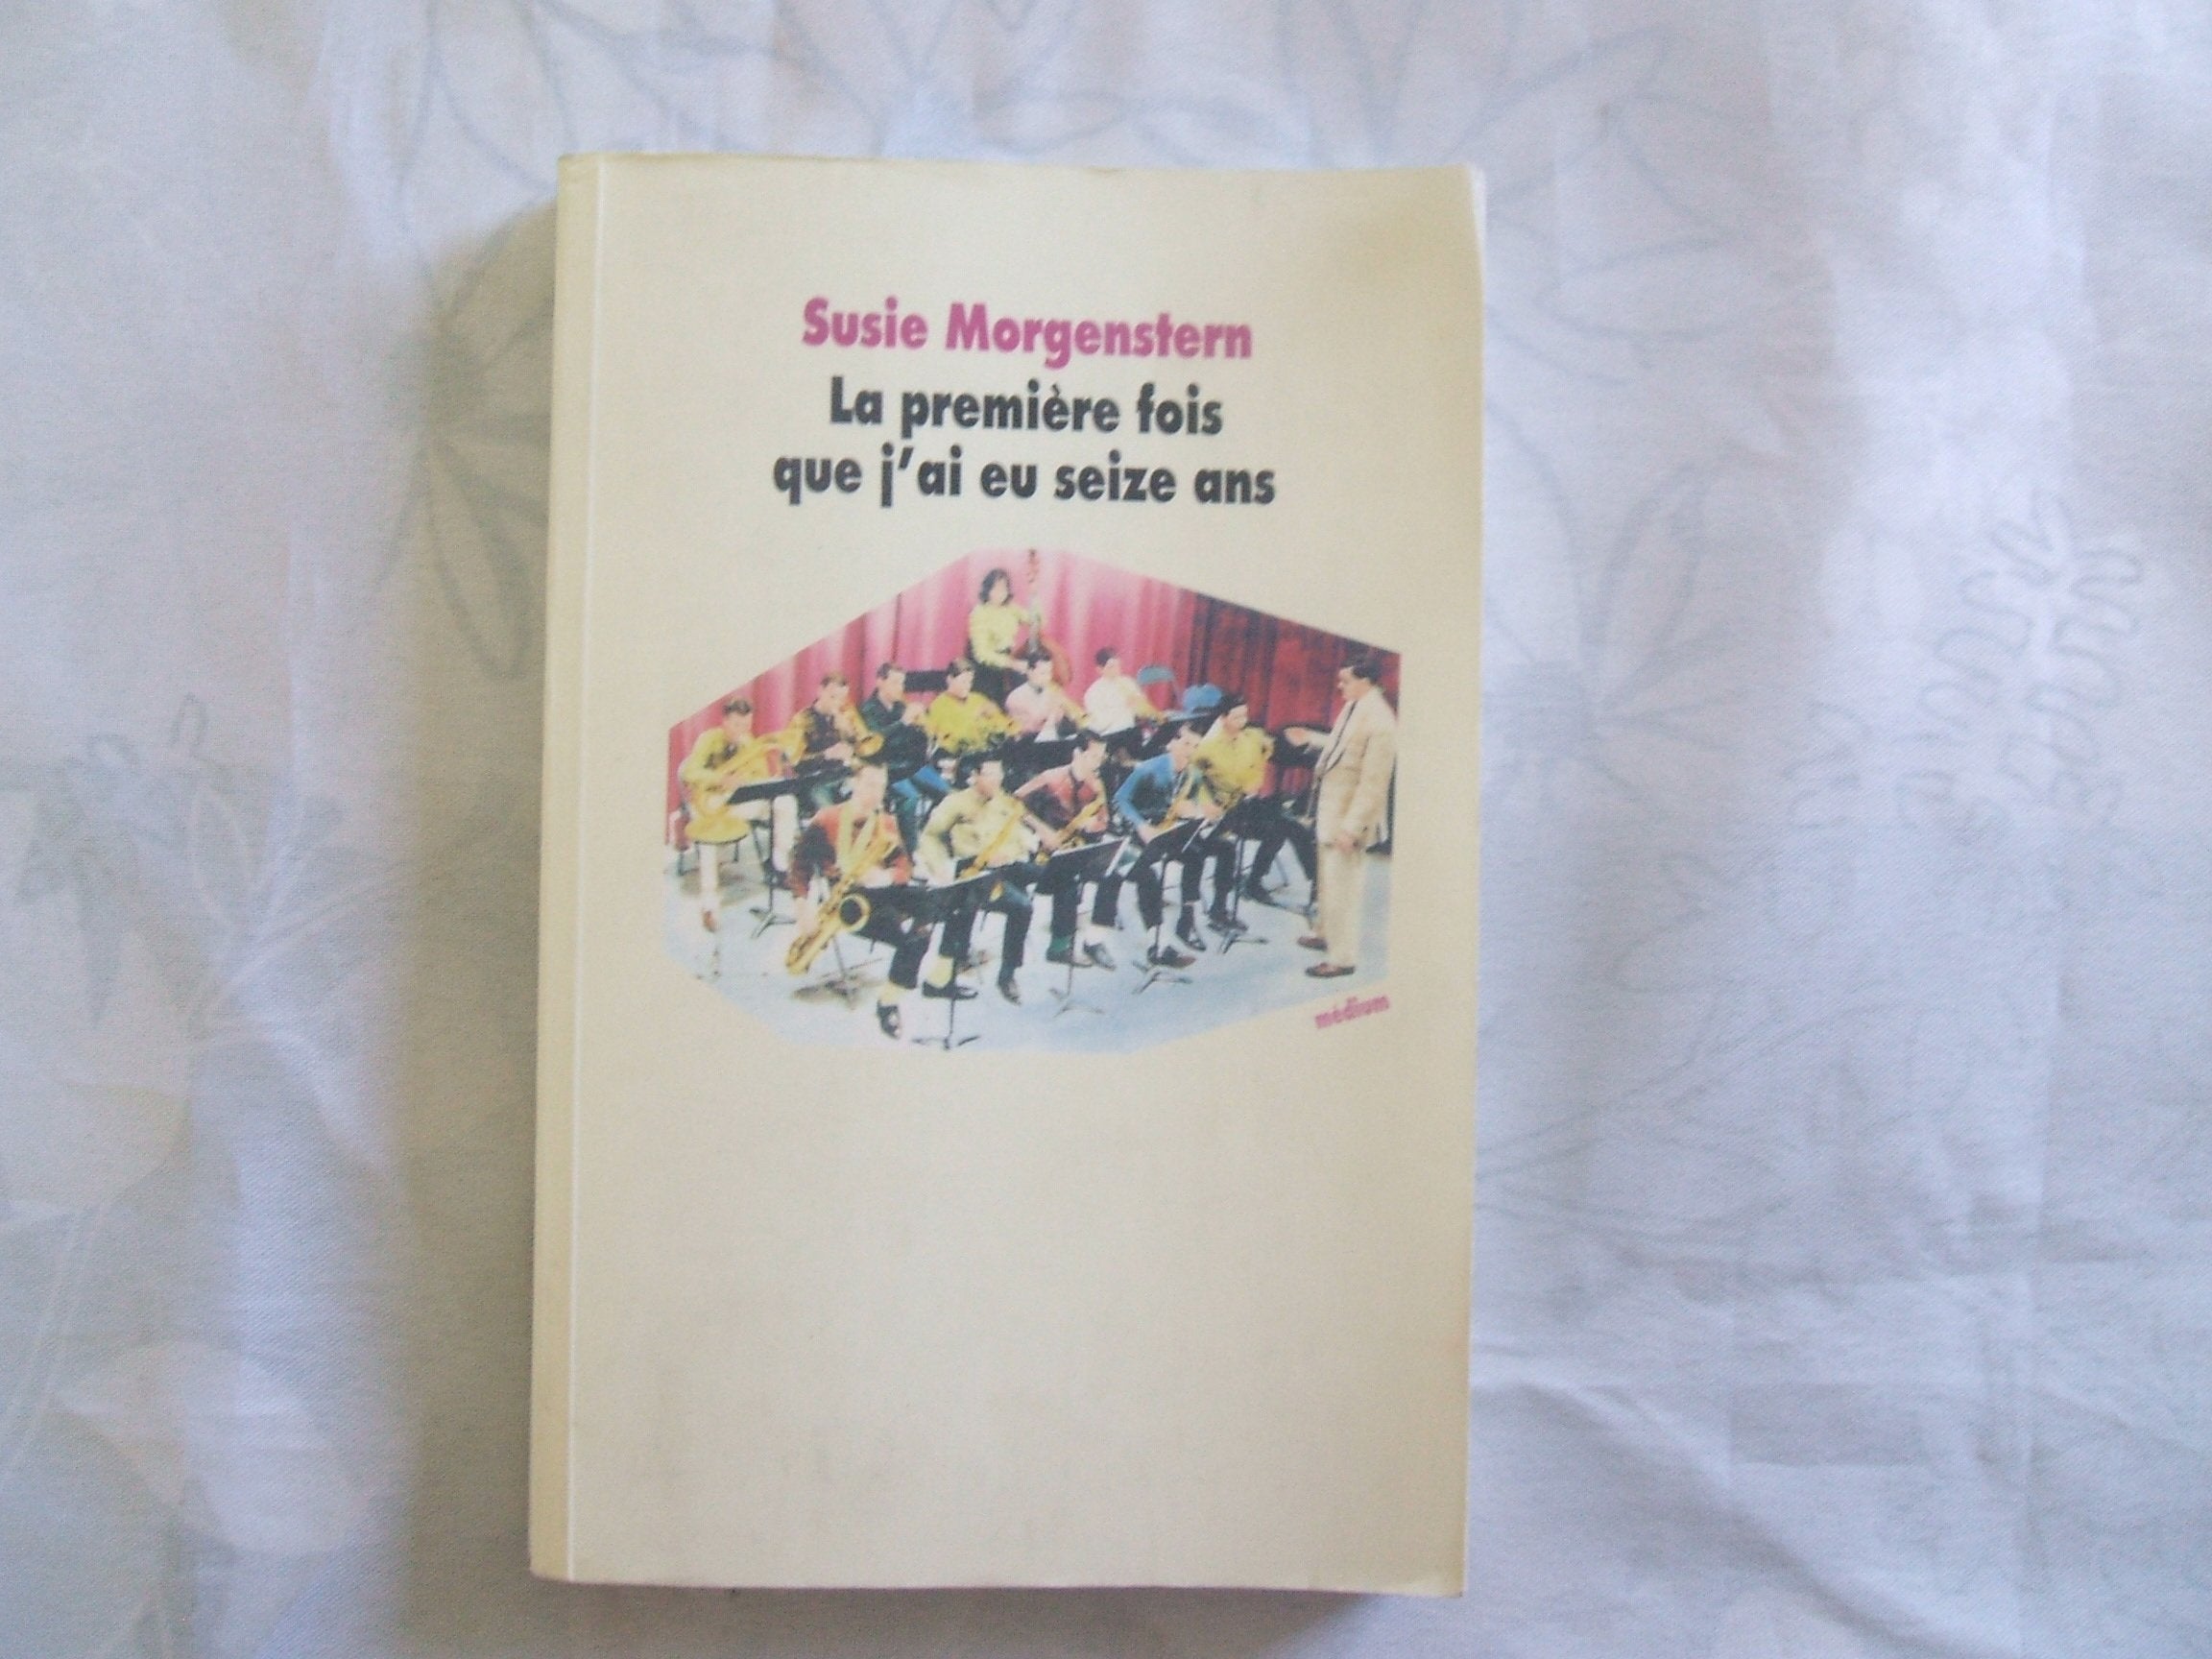 Susie Morgenstern
La première fois
que j'ai eu seize ans
médium